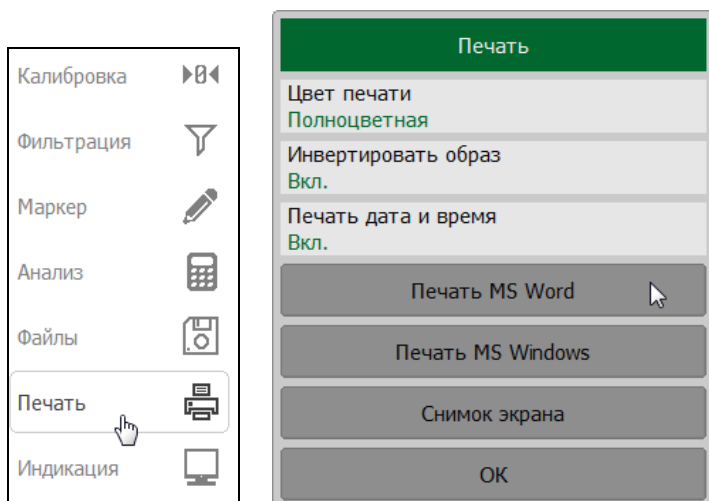 Калибровка
Фильтрация
Маркер
Анализ
Файлы
Печать
Индикация
Печать
Цвет печати
Полноцветная
Инвертировать образ
Вкл.
Печать дата и время
Вкл.
Печать MS Word
Печать MS Windows
Снимок экрана
ОК